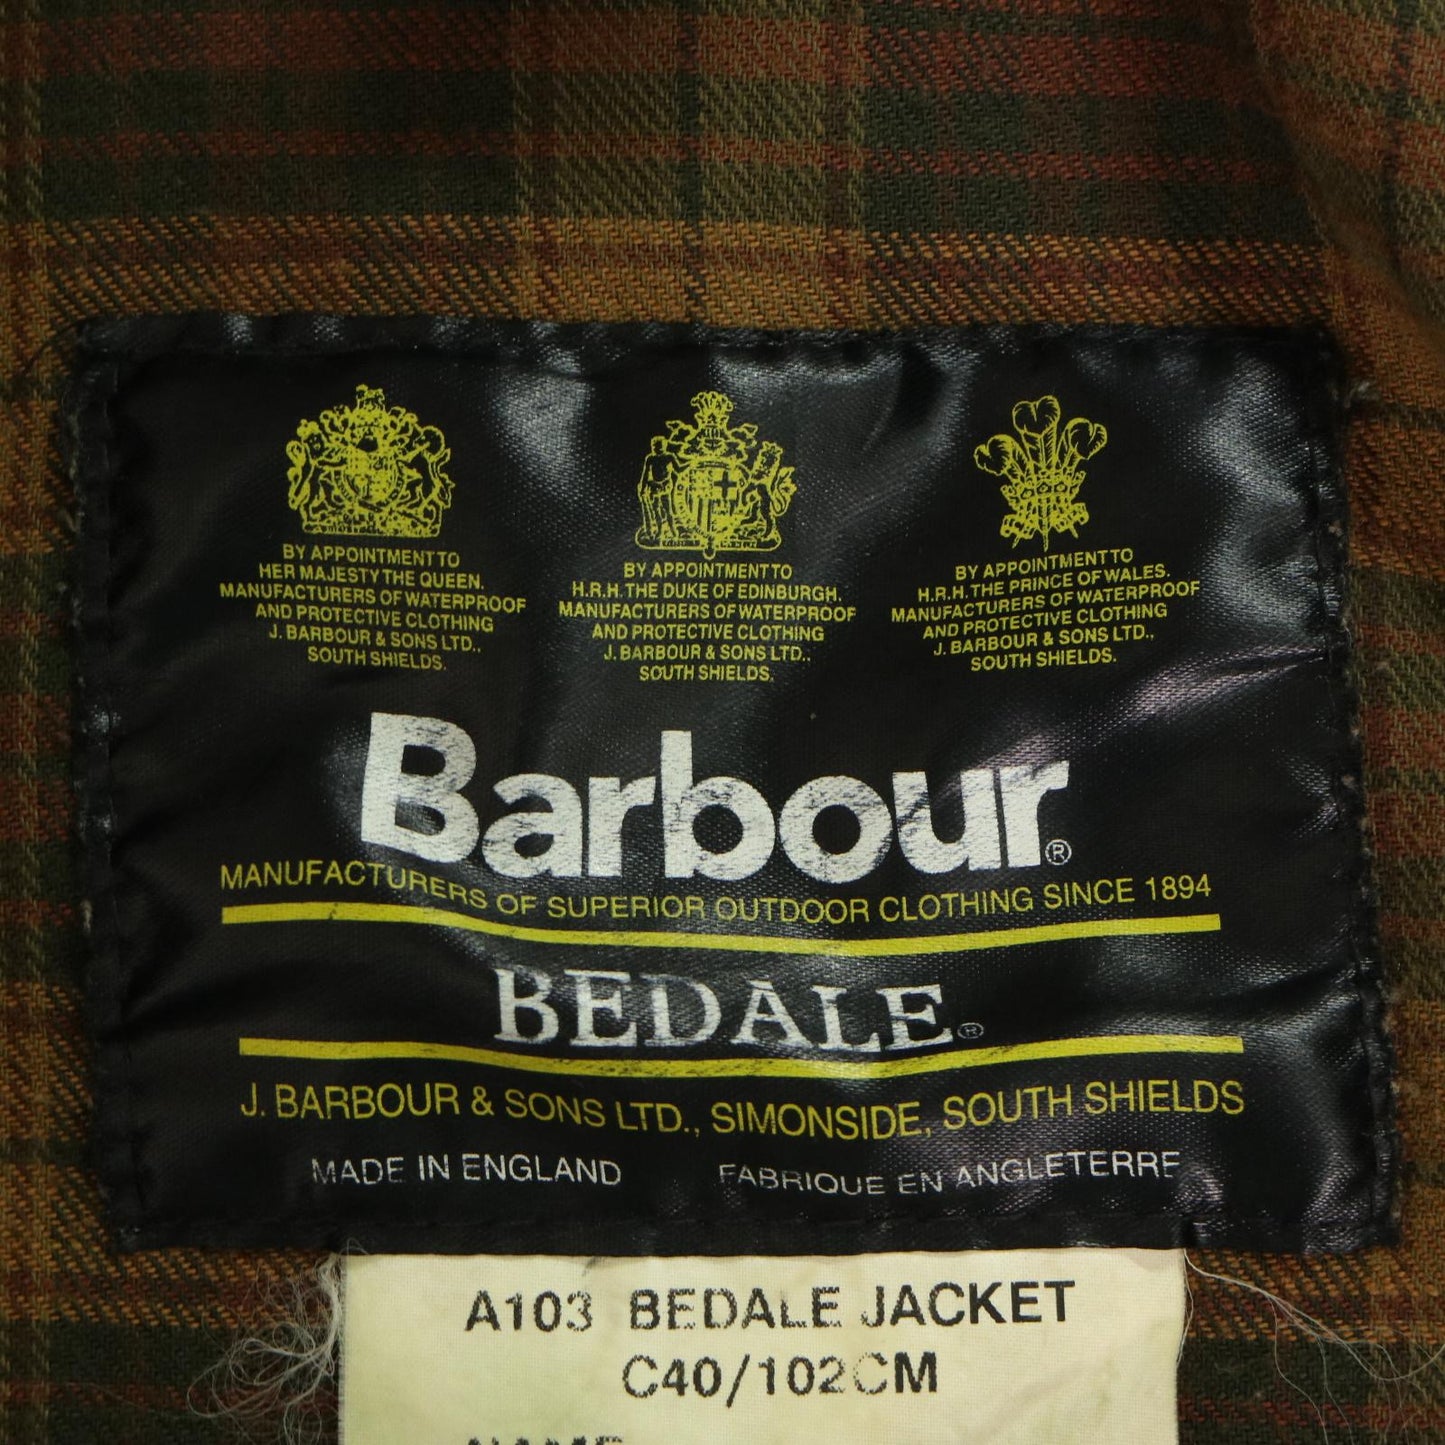 BY APPOINTMENT TO
HER MAJESTY THE QUEEN.
MANUFACTURERS OF WATERPROOF
AND PROTECTIVE CLOTHING
J. BARBOUR & SONS LTD.,
SOUTH SHIELDS.
BY APPOINTMENT TO
H.R.H. THE DUKE OF EDINBURGH.
MANUFACTURERS OF WATERPROOF
AND PROTECTIVE CLOTHING
J. BARBOUR & SONS LTD.,
SOUTH SHIELDS.
BY APPOINTMENT TO
H.R.H. THE PRINCE OF WALES.
MANUFACTURERS OF WATERPROOF
AND PROTECTIVE CLOTHING
J. BARBOUR & SONS LTD.,
SOUTH SHIELDS.
Barbour®
MANUFACTURERS OF SUPERIOR OUTDOOR CLOTHING SINCE 1894
BEDALE®
J. BARBOUR & SONS LTD., SIMONSIDE, SOUTH SHIELDS
MADE IN ENGLAND FABRIQUE EN ANGLETERRE
A103 BEDALE JACKET
C40/102CM
NAME